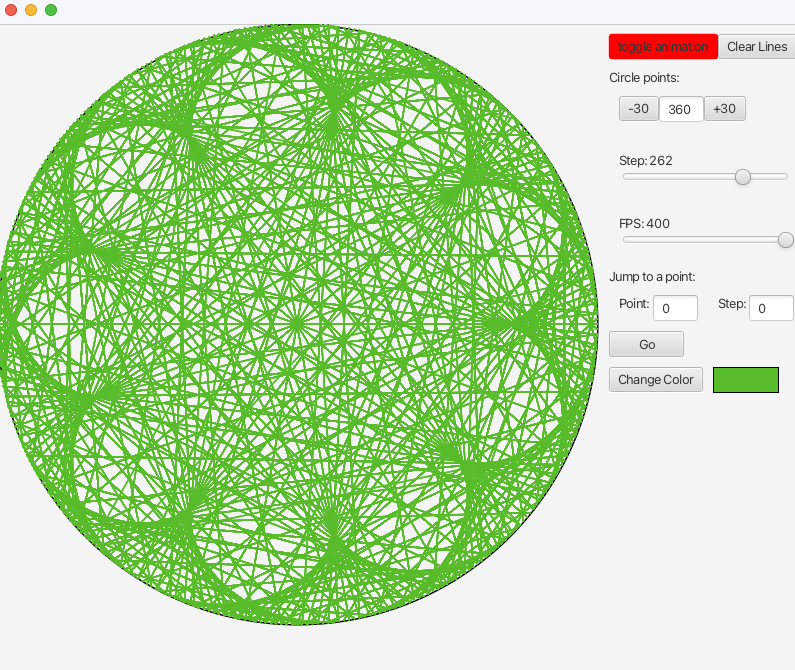 toggle animation Clear Lines
Circle points:
-30 360 +30
Step: 262
FPS: 400
Jump to a point:
Point: 0 Step: 0
Go
Change Color